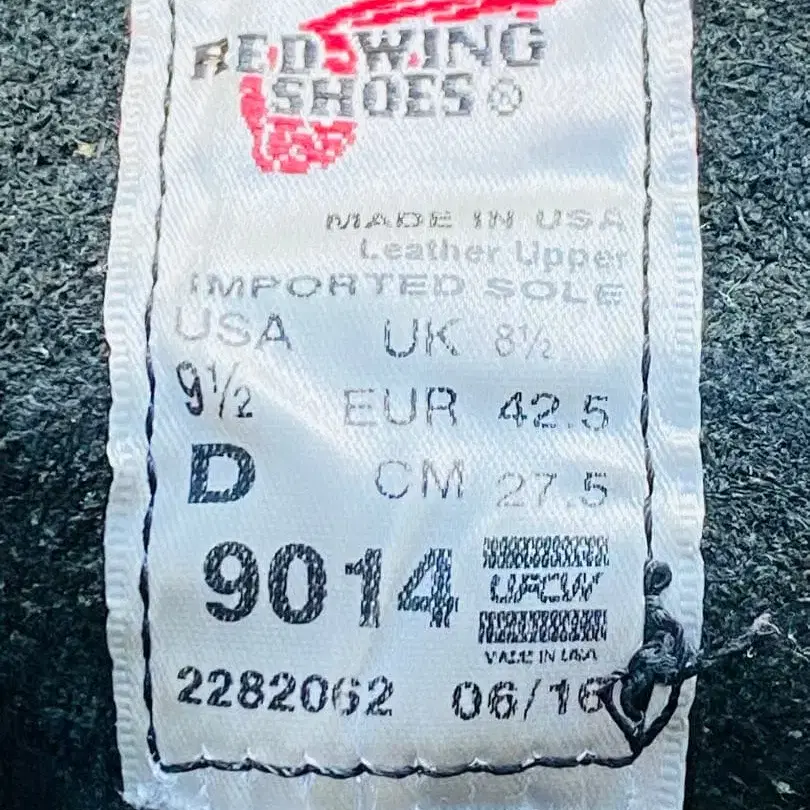 RED WING
SHOES ®
MADE IN USA
Leather Upper
IMPORTED SOLE
USA UK 8½
9½ EUR 42.5
D CM 27.5
9014 UFCW
MADE IN USA
2282062 06/16